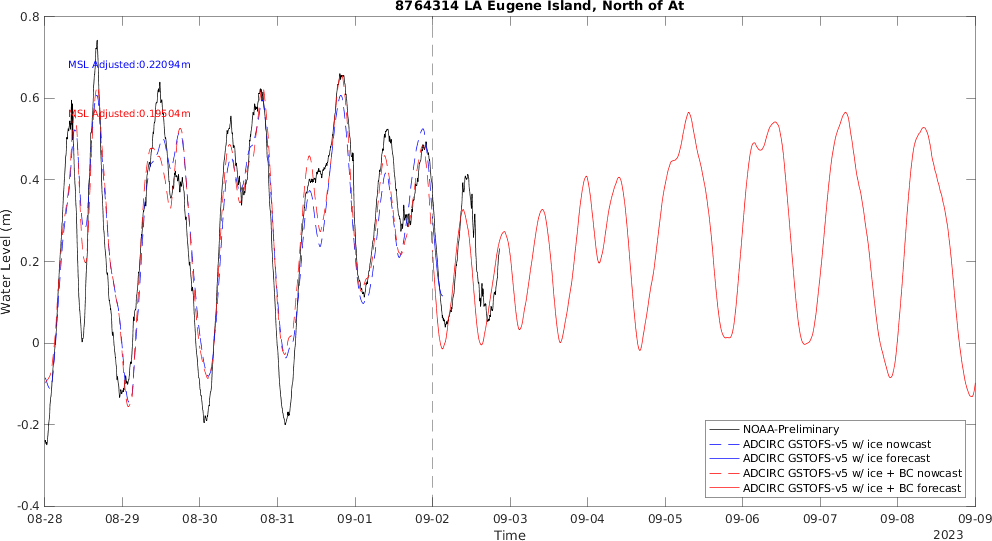 8764314 LA Eugene Island, North of At
Water Level (m)
0.8
0.6
0.4
0.2
0
-0.2
-0.4
MSL Adjusted:0.22094m
MSL Adjusted:0.19504m
NOAA-Preliminary
ADCIRC GSTOFS-v5 w/ ice nowcast
ADCIRC GSTOFS-v5 w/ ice forecast
ADCIRC GSTOFS-v5 w/ ice + BC nowcast
ADCIRC GSTOFS-v5 w/ ice + BC forecast
08-28 08-29 08-30 08-31 09-01 09-02 09-03 09-04 09-05 09-06 09-07 09-08 09-09
Time
2023